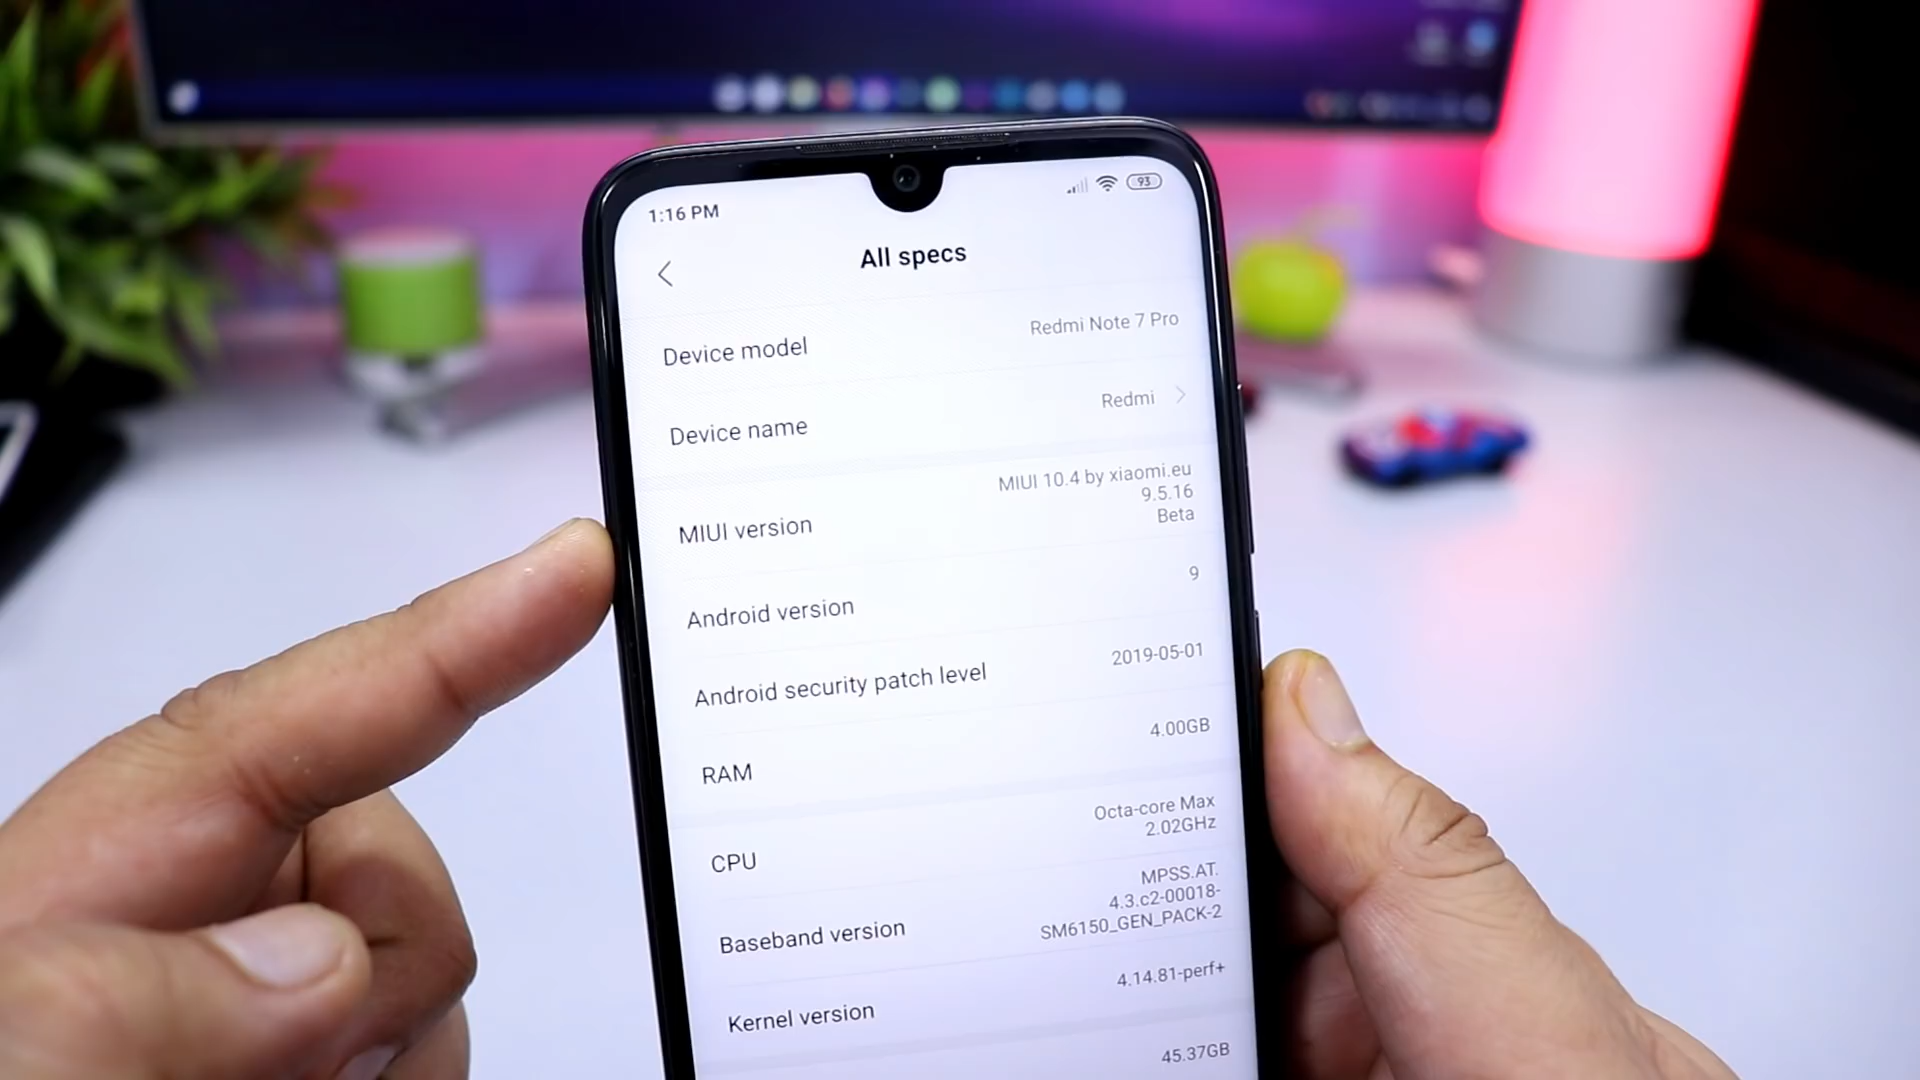 1:16 PM
93
All specs
Device model
Redmi Note 7 Pro
Device name
Redmi
MIUI version
MIUI 10.4 by xiaomi.eu
9.5.16
Beta
Android version
9
Android security patch level
2019-05-01
RAM
4.00GB
CPU
Octa-core Max
2.02GHz
Baseband version
MPSS.AT.
4.3.c2-00018-
SM6150_GEN_PACK-2
Kernel version
4.14.81-perf+
45.37GB